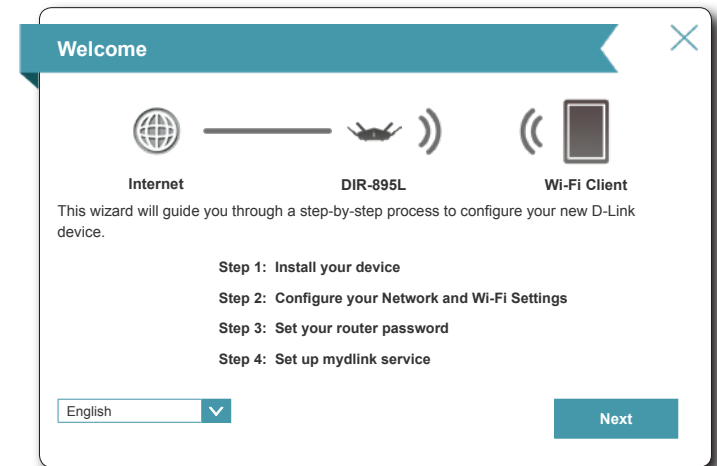 Welcome
Internet
DIR-895L
Wi-Fi Client
This wizard will guide you through a step-by-step process to configure your new D-Link
device.
Step 1: Install your device
Step 2: Configure your Network and Wi-Fi Settings
Step 3: Set your router password
Step 4: Set up mydlink service
English
Next